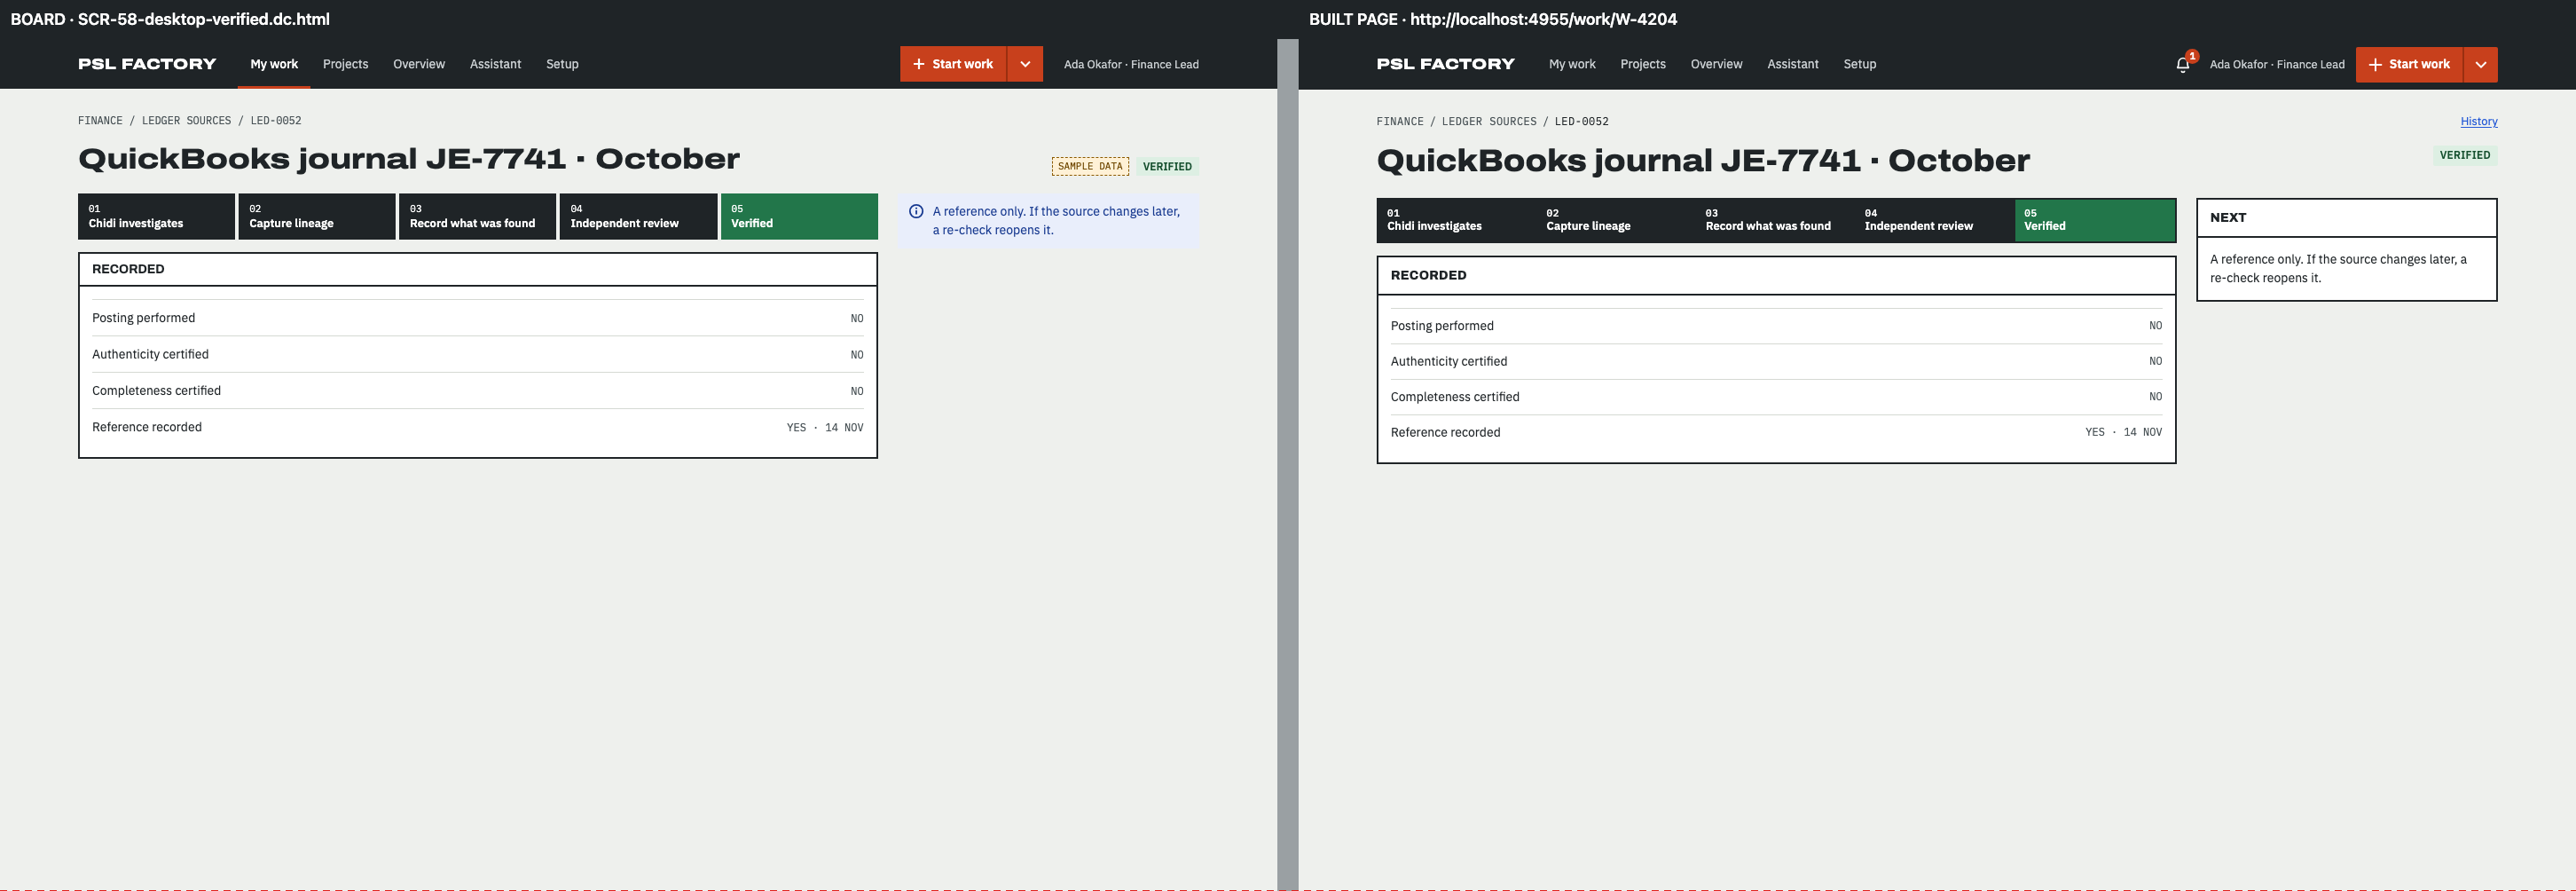 BOARD · SCR-58-desktop-verified.dc.html
PSL FACTORY My work Projects Overview Assistant Setup + Start work Ada Okafor · Finance Lead
FINANCE / LEDGER SOURCES / LED-0052
QuickBooks journal JE-7741 · October
SAMPLE DATA VERIFIED
01 Chidi investigates
02 Capture lineage
03 Record what was found
04 Independent review
05 Verified
A reference only. If the source changes later,
a re-check reopens it.
RECORDED
Posting performed NO
Authenticity certified NO
Completeness certified NO
Reference recorded YES · 14 NOV
BUILT PAGE · http://localhost:4955/work/W-4204
PSL FACTORY My work Projects Overview Assistant Setup 1 Ada Okafor · Finance Lead + Start work
FINANCE / LEDGER SOURCES / LED-0052 History
QuickBooks journal JE-7741 · October
VERIFIED
01 Chidi investigates
02 Capture lineage
03 Record what was found
04 Independent review
05 Verified
NEXT
A reference only. If the source changes later, a
re-check reopens it.
RECORDED
Posting performed NO
Authenticity certified NO
Completeness certified NO
Reference recorded YES · 14 NOV